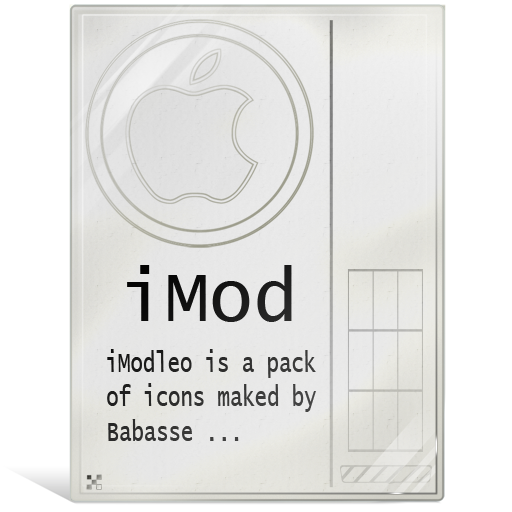 iMod
iModleo is a pack
of icons maked by
Babasse ...